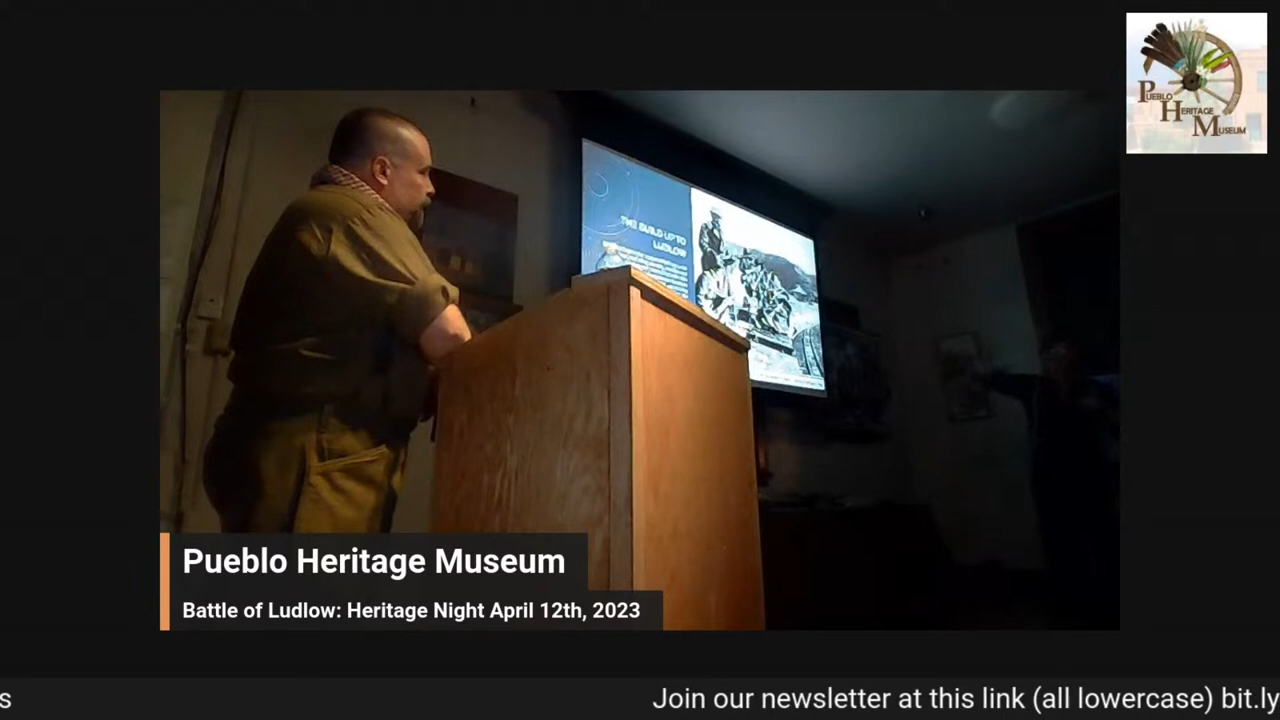 PUEBLO
HERITAGE
MUSEUM
THE BUILD UP TO
LUDLOW
Pueblo Heritage Museum
Battle of Ludlow: Heritage Night April 12th, 2023
s
Join our newsletter at this link (all lowercase) bit.ly